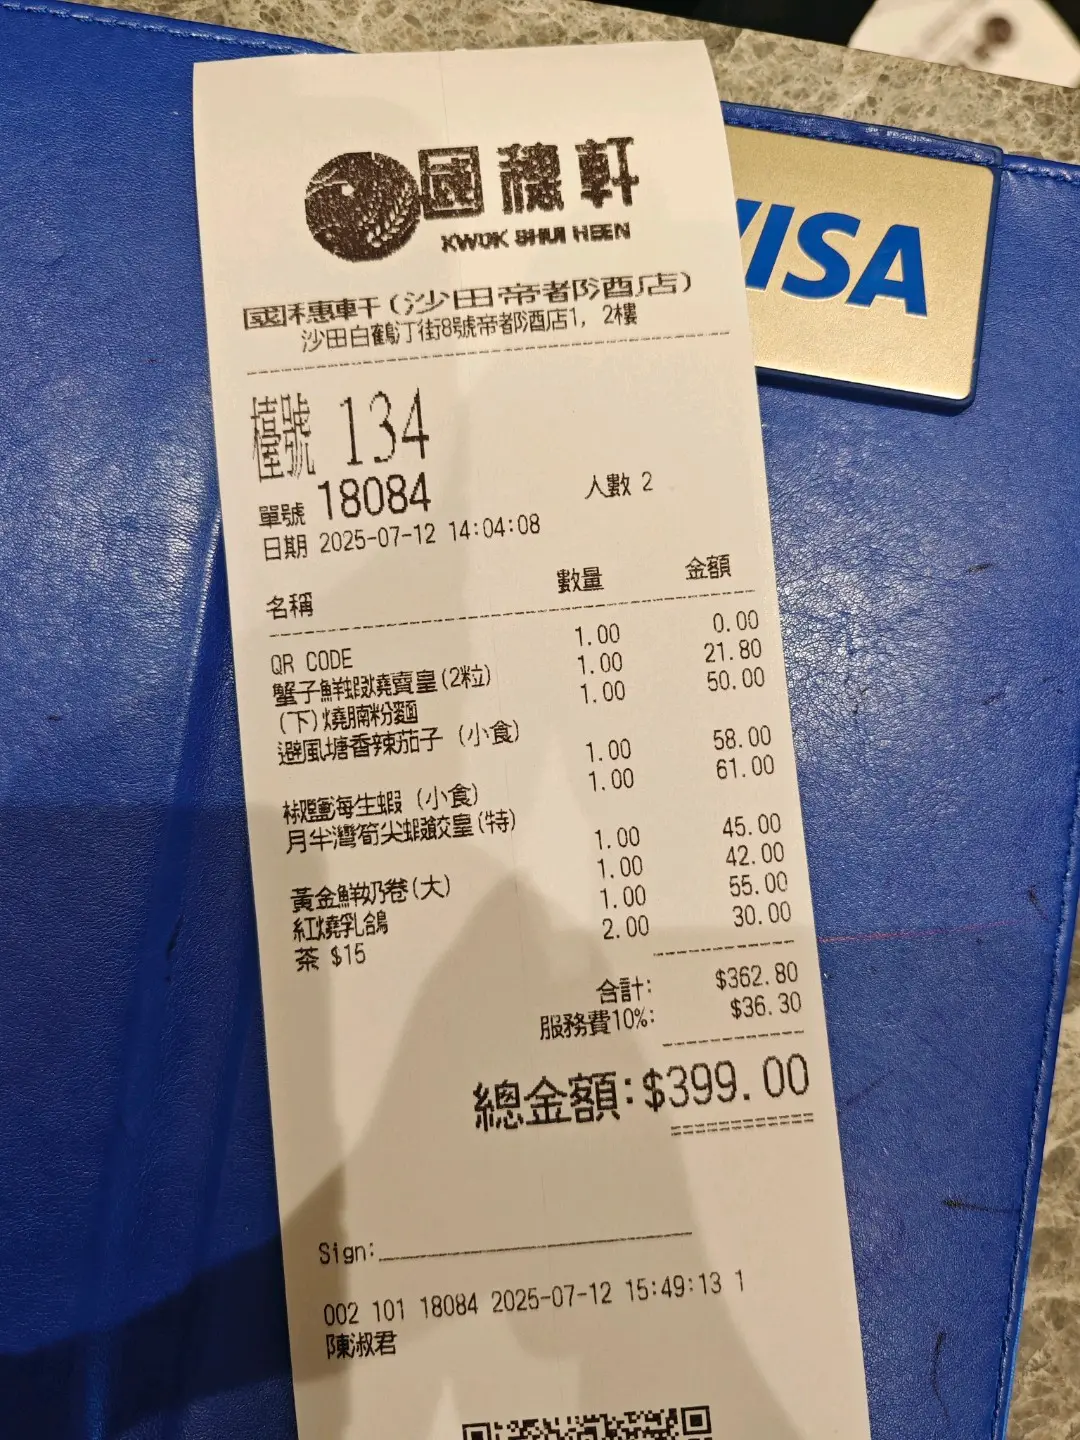 國穗軒
KWOK SHUI HEEN
國穗軒(沙田帝都酒店)
沙田白鶴汀街8號帝都酒店1, 2樓
檯號 134
單號 18084 人數 2
日期 2025-07-12 14:04:08
名稱 數量 金額
QR CODE 1.00 0.00
蟹子鮮蝦燒賣皇(2粒) 1.00 21.80
(下)燒腩粉麵 1.00 50.00
避風塘香辣茄子 (小食)
1.00 58.00
椒鹽海生蝦 (小食) 1.00 61.00
月半灣筍尖蝦餃皇(特)
1.00 45.00
黃金鮮奶卷(大) 1.00 42.00
紅燒乳鴿 1.00 55.00
茶 $15 2.00 30.00
合計: $362.80
服務費10%: $36.30
總金額:$399.00
Sign:
002 101 18084 2025-07-12 15:49:13 1
陳淑君
VISA